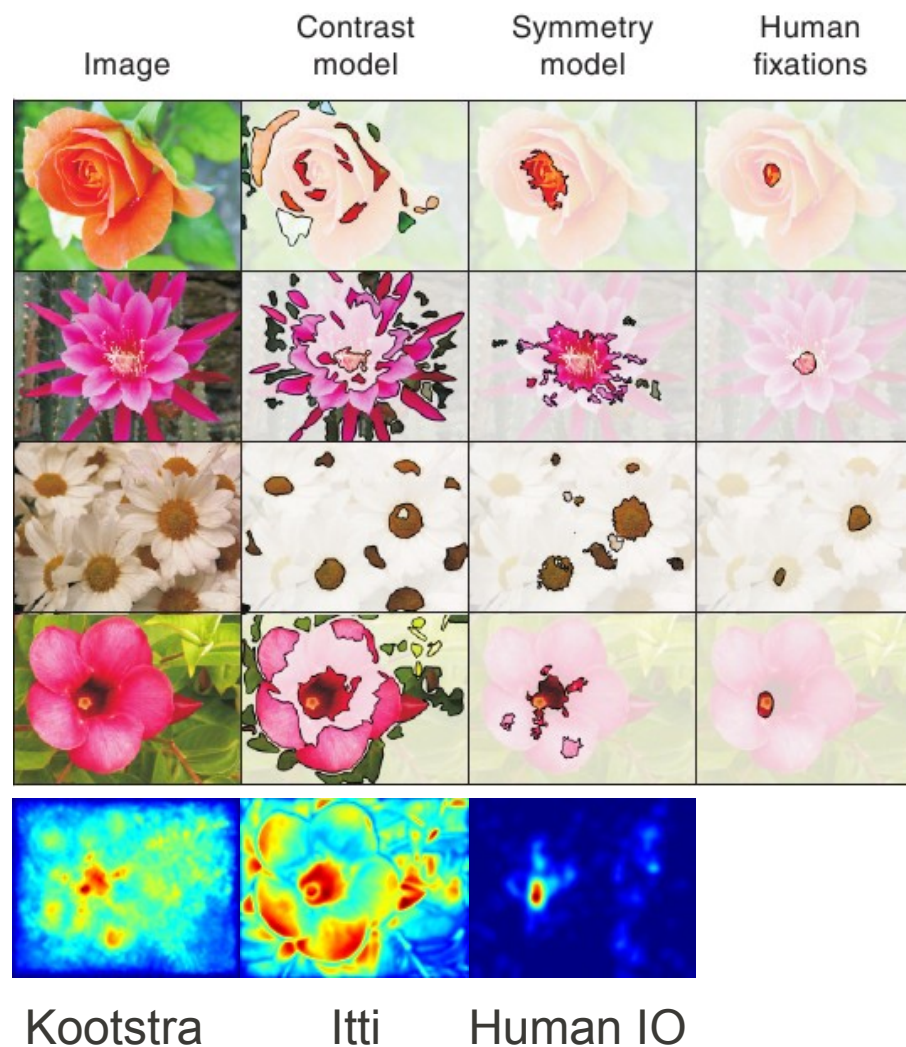 Image
Contrast
model
Symmetry
model
Human
fixations
Kootstra
Itti
Human IO